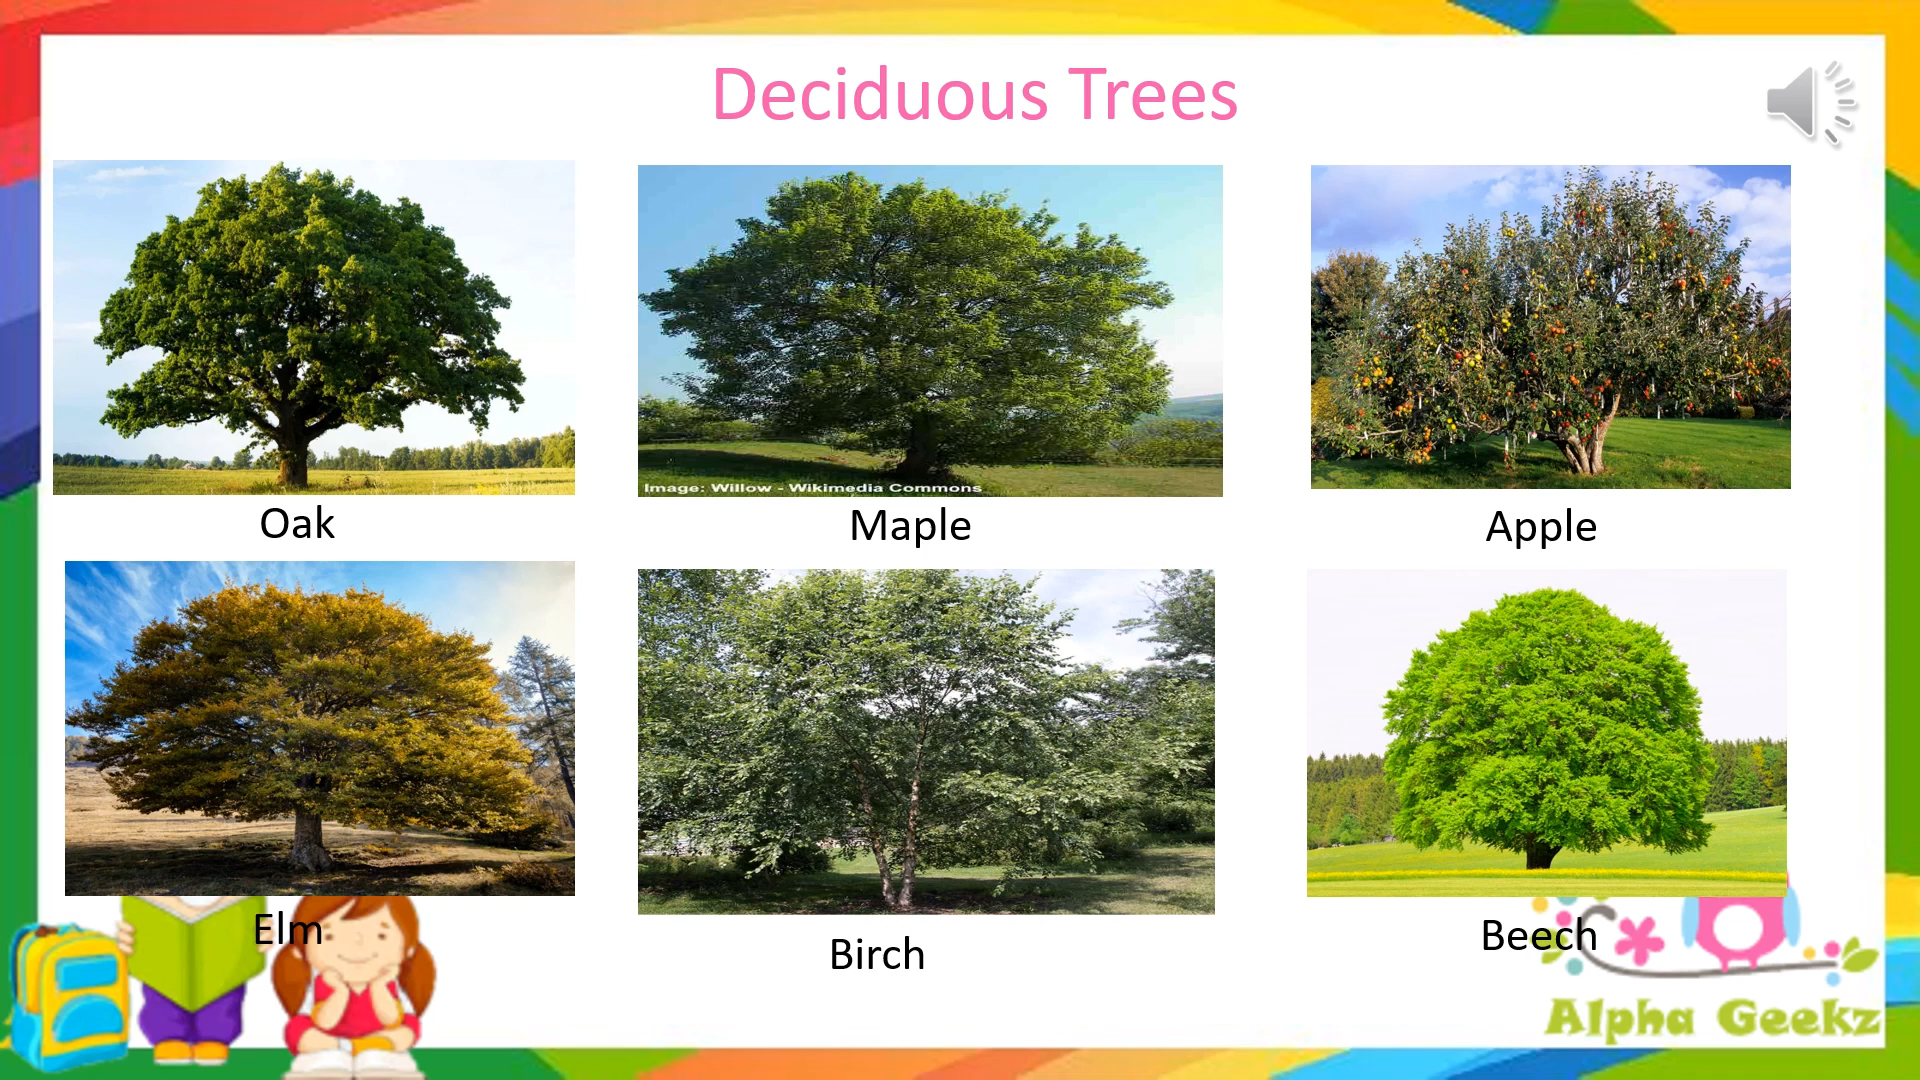 Deciduous Trees
Image: Willow - Wikimedia Commons
Oak
Maple
Apple
Elm
Birch
Beech
Alpha Geekz